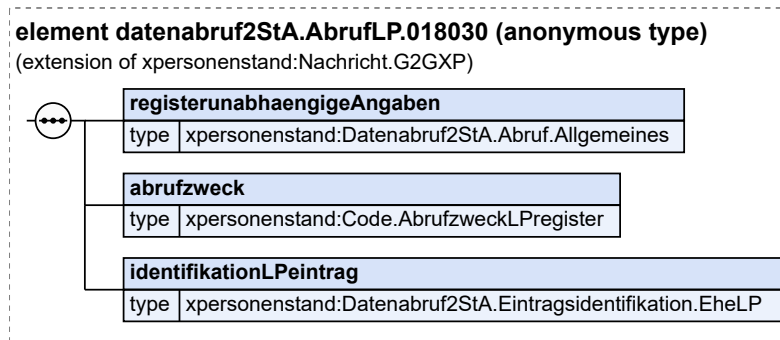 element datenabruf2StA.AbrufLP.018030 (anonymous type)
(extension of xpersonenstand:Nachricht.G2GXP)
registerunabhaengigeAngaben
type xpersonenstand:Datenabruf2StA.Abruf.Allgemeines
abrufzweck
type xpersonenstand:Code.AbrufzweckLPregister
identifikationLPeintrag
type xpersonenstand:Datenabruf2StA.Eintragsidentifikation.EheLP